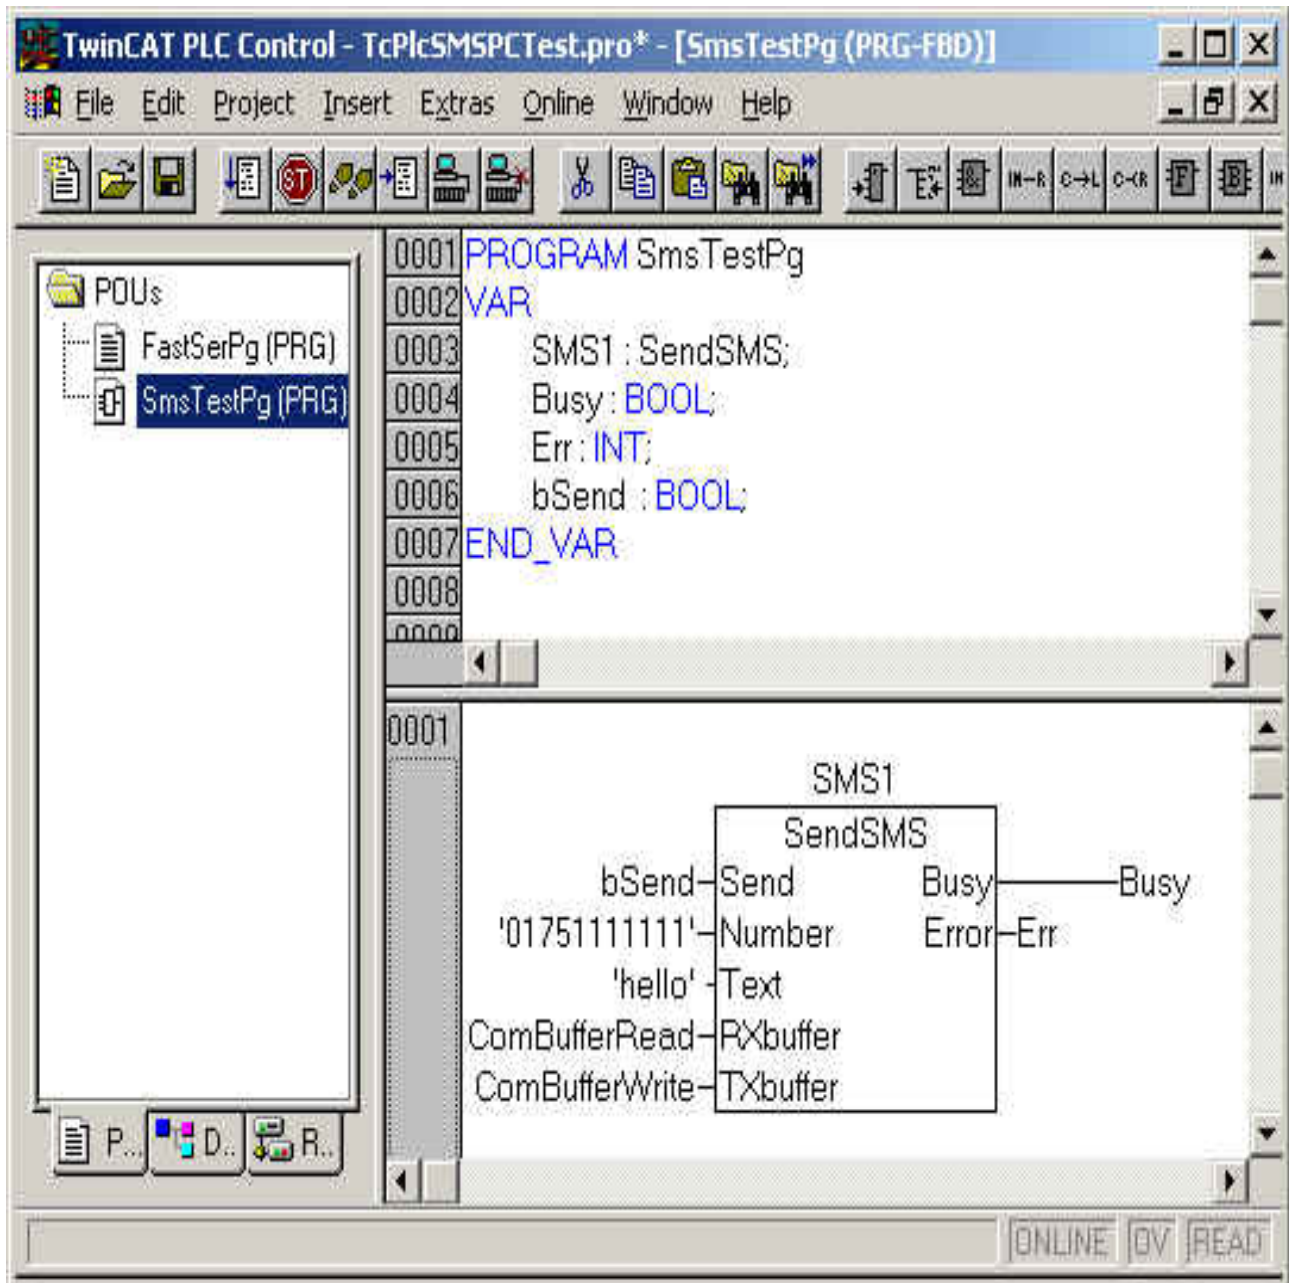 TwinCAT PLC Control - TcPlcSMSPCTest.pro* - [SmsTestPg (PRG-FBD)]
File Edit Project Insert Extras Online Window Help
POUs
FastSerPg (PRG)
SmsTestPg (PRG)
P... D.. R..
0001 PROGRAM SmsTestPg
0002 VAR
0003 SMS1 : SendSMS;
0004 Busy : BOOL;
0005 Err : INT;
0006 bSend : BOOL;
0007 END_VAR
0008
0009
0001
SMS1
SendSMS
bSend Send Busy Busy
'01751111111' Number Error Err
'hello' Text
ComBufferRead RXbuffer
ComBufferWrite TXbuffer
ONLINE OV READ